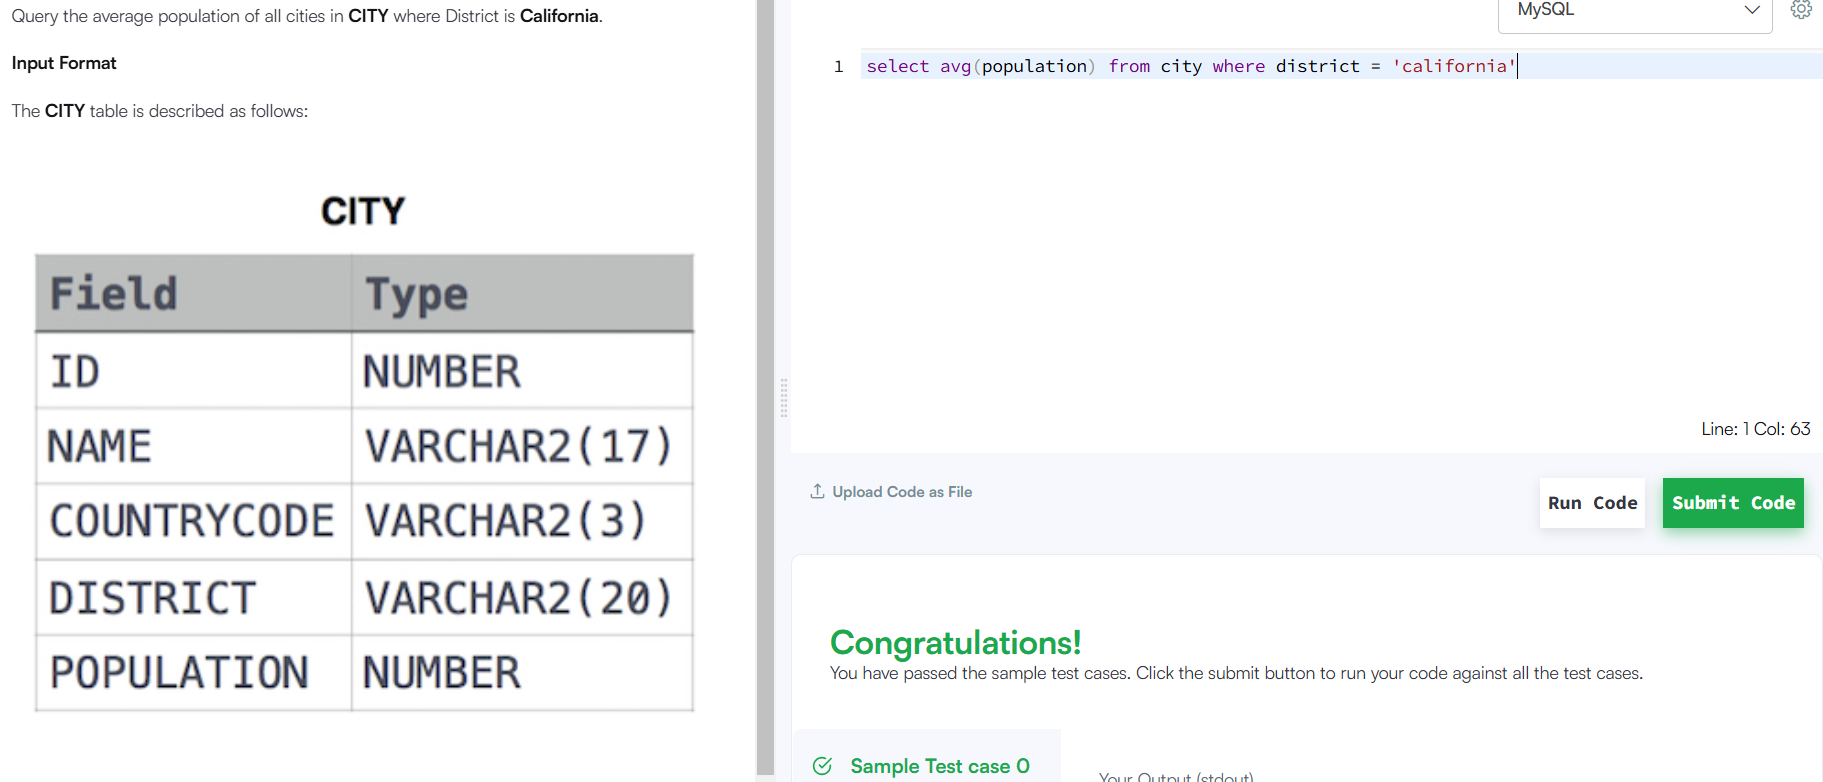 Query the average population of all cities in CITY where District is California.
Input Format
The CITY table is described as follows:
CITY
Field Type
ID NUMBER
NAME VARCHAR2(17)
COUNTRYCODE VARCHAR2(3)
DISTRICT VARCHAR2(20)
POPULATION NUMBER
MySQL
1 select avg(population) from city where district = 'california'
Line: 1 Col: 63
Upload Code as File
Run Code
Submit Code
Congratulations!
You have passed the sample test cases. Click the submit button to run your code against all the test cases.
Sample Test case 0
Your Output (stdout)